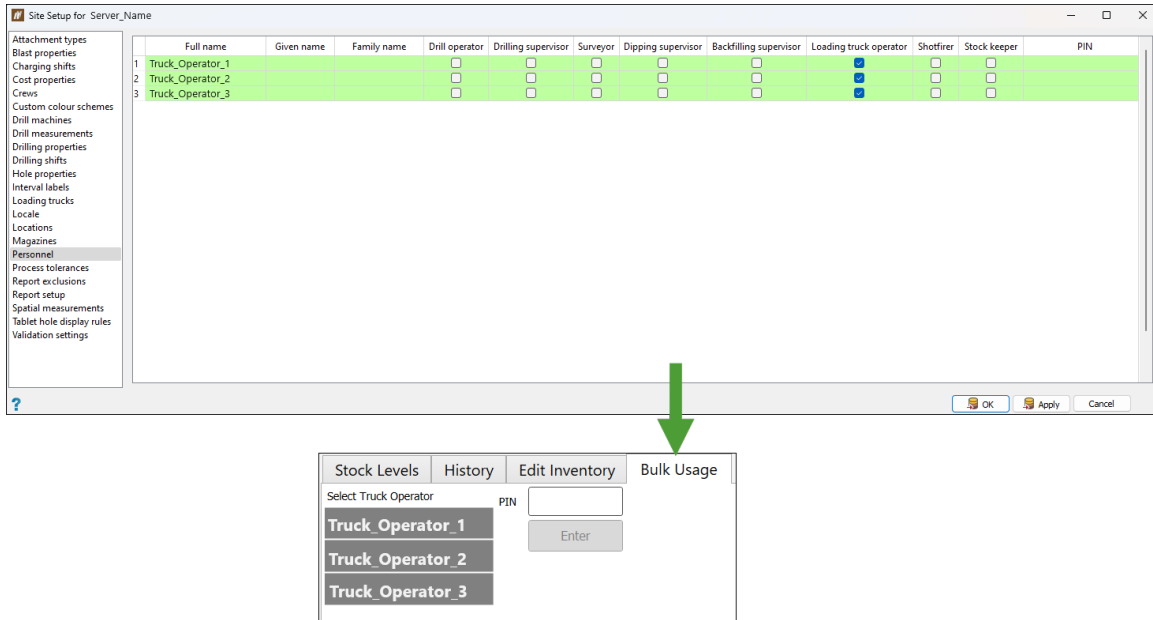 Site Setup for Server_Name
Attachment types
Blast properties
Charging shifts
Cost properties
Crews
Custom colour schemes
Drill machines
Drill measurements
Drilling properties
Drilling shifts
Hole properties
Interval labels
Loading trucks
Locale
Locations
Magazines
Personnel
Process tolerances
Report exclusions
Report setup
Spatial measurements
Tablet hole display rules
Validation settings
Full name Given name Family name Drill operator Drilling supervisor Surveyor Dipping supervisor Backfilling supervisor Loading truck operator Shotfirer Stock keeper PIN
1 Truck_Operator_1
2 Truck_Operator_2
3 Truck_Operator_3
? OK Apply Cancel
Stock Levels History Edit Inventory Bulk Usage
Select Truck Operator PIN
Truck_Operator_1
Enter
Truck_Operator_2
Truck_Operator_3